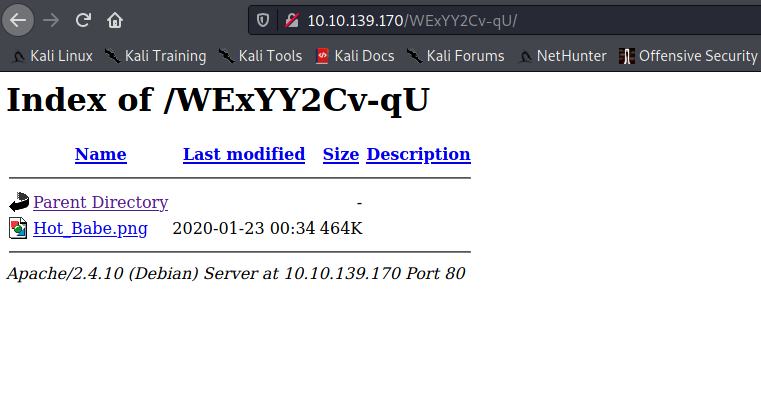 10.10.139.170/WExYY2Cv-qU/
Kali Linux Kali Training Kali Tools Kali Docs Kali Forums NetHunter Offensive Security
Index of /WExYY2Cv-qU
Name Last modified Size Description
Parent Directory -
Hot_Babe.png 2020-01-23 00:34 464K
Apache/2.4.10 (Debian) Server at 10.10.139.170 Port 80